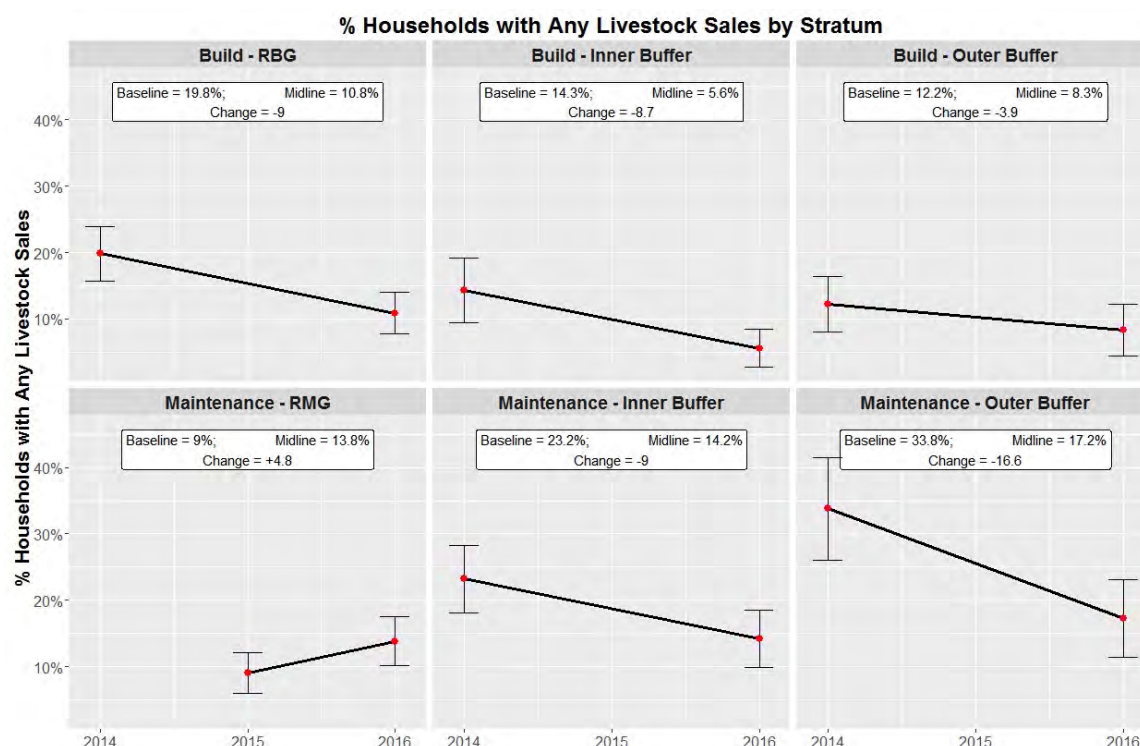 % Households with Any Livestock Sales by Stratum
Build - RBG
Build - Inner Buffer
Build - Outer Buffer
Baseline = 19.8%; Midline = 10.8%
Change = -9
Baseline = 14.3%; Midline = 5.6%
Change = -8.7
Baseline = 12.2%; Midline = 8.3%
Change = -3.9
40%
30%
20%
10%
% Households with Any Livestock Sales
Maintenance - RMG
Maintenance - Inner Buffer
Maintenance - Outer Buffer
Baseline = 9%; Midline = 13.8%
Change = +4.8
Baseline = 23.2%; Midline = 14.2%
Change = -9
Baseline = 33.8%; Midline = 17.2%
Change = -16.6
40%
30%
20%
10%
2014 2015 2016
2014 2015 2016
2014 2015 2016